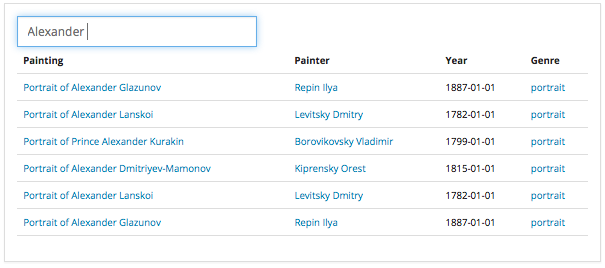 Alexander
Painting Painter Year Genre
Portrait of Alexander Glazunov Repin Ilya 1887-01-01 portrait
Portrait of Alexander Lanskoi Levitsky Dmitry 1782-01-01 portrait
Portrait of Prince Alexander Kurakin Borovikovsky Vladimir 1799-01-01 portrait
Portrait of Alexander Dmitriyev-Mamonov Kiprensky Orest 1815-01-01 portrait
Portrait of Alexander Lanskoi Levitsky Dmitry 1782-01-01 portrait
Portrait of Alexander Glazunov Repin Ilya 1887-01-01 portrait